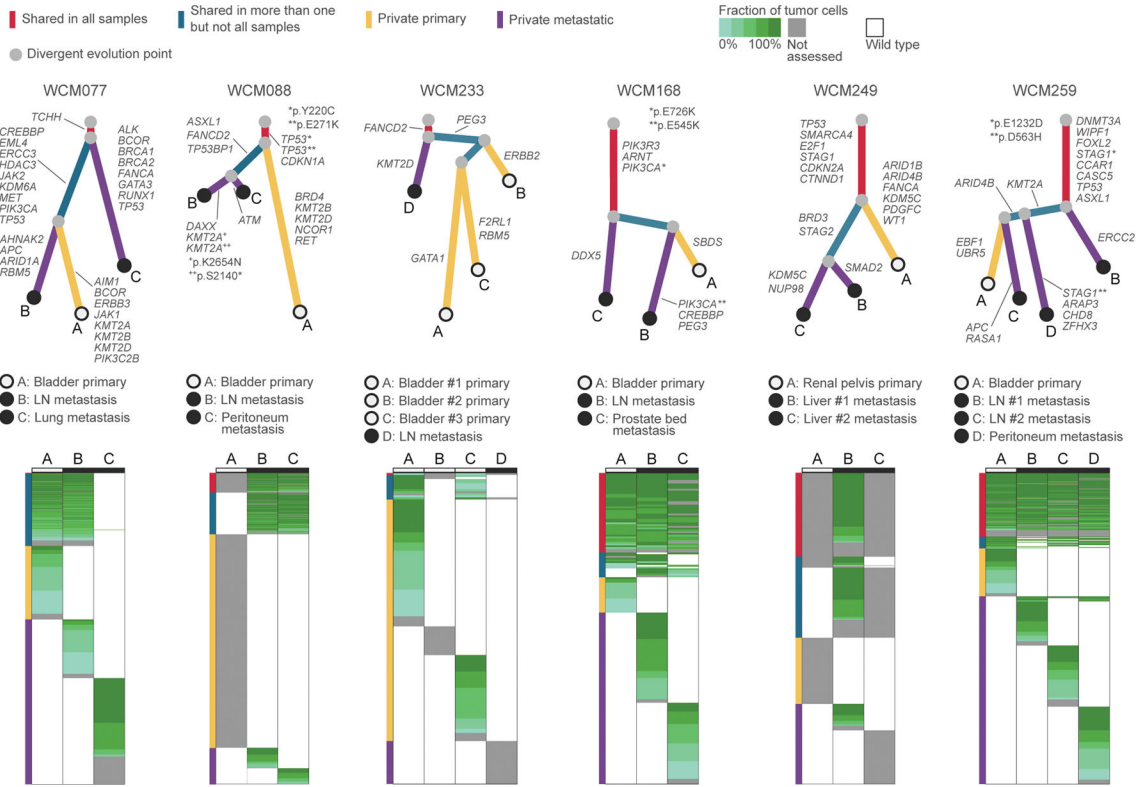 Shared in all samples
Shared in more than one
but not all samples
Private primary
Private metastatic
Fraction of tumor cells
0%
100%
Not
assessed
Wild type
Divergent evolution point
WCM077
TCHH
CREBBP
EML4
ERCC3
HDAC3
JAK2
KDM6A
MET
PIK3CA
TP53
ALK
BCOR
BRCA1
BRCA2
FANCA
GATA3
RUNX1
TP53
AHNAK2
APC
ARID1A
RBM5
AIM1
BCOR
ERBB3
JAK1
KMT2A
KMT2B
KMT2D
PIK3C2B
B
A
C
A: Bladder primary
B: LN metastasis
C: Lung metastasis
A B C
WCM088
*p.Y220C
**p.E271K
ASXL1
FANCD2
TP53BP1
TP53*
TP53**
CDKN1A
B
C
ATM
DAXX
KMT2A*
KMT2A**
*p.K2654N
**p.S2140*
BRD4
KMT2B
KMT2D
NCOR1
RET
A
A: Bladder primary
B: LN metastasis
C: Peritoneum
metastasis
A B C
WCM233
FANCD2
PEG3
KMT2D
ERBB2
D
B
F2RL1
RBM5
GATA1
C
A
A: Bladder #1 primary
B: Bladder #2 primary
C: Bladder #3 primary
D: LN metastasis
A B C D
WCM168
*p.E726K
**p.E545K
PIK3R3
ARNT
PIK3CA*
DDX5
SBDS
A
C
B
PIK3CA**
CREBBP
PEG3
A: Bladder primary
B: LN metastasis
C: Prostate bed
metastasis
A B C
WCM249
TP53
SMARCA4
E2F1
STAG1
CDKN2A
CTNND1
ARID1B
ARID4B
FANCA
KDM5C
PDGFC
WT1
BRD3
STAG2
KDM5C
NUP98
SMAD2
A
B
C
A: Renal pelvis primary
B: Liver #1 metastasis
C: Liver #2 metastasis
A B C
WCM259
*p.E1232D
**p.D563H
DNMT3A
WIPF1
FOXL2
STAG1*
CCAR1
CASC5
TP53
ASXL1
ARID4B
KMT2A
EBF1
UBR5
ERCC2
A
B
C
D
STAG1**
ARAP3
CHD8
ZFHX3
APC
RASA1
A: Bladder primary
B: LN #1 metastasis
C: LN #2 metastasis
D: Peritoneum metastasis
A B C D